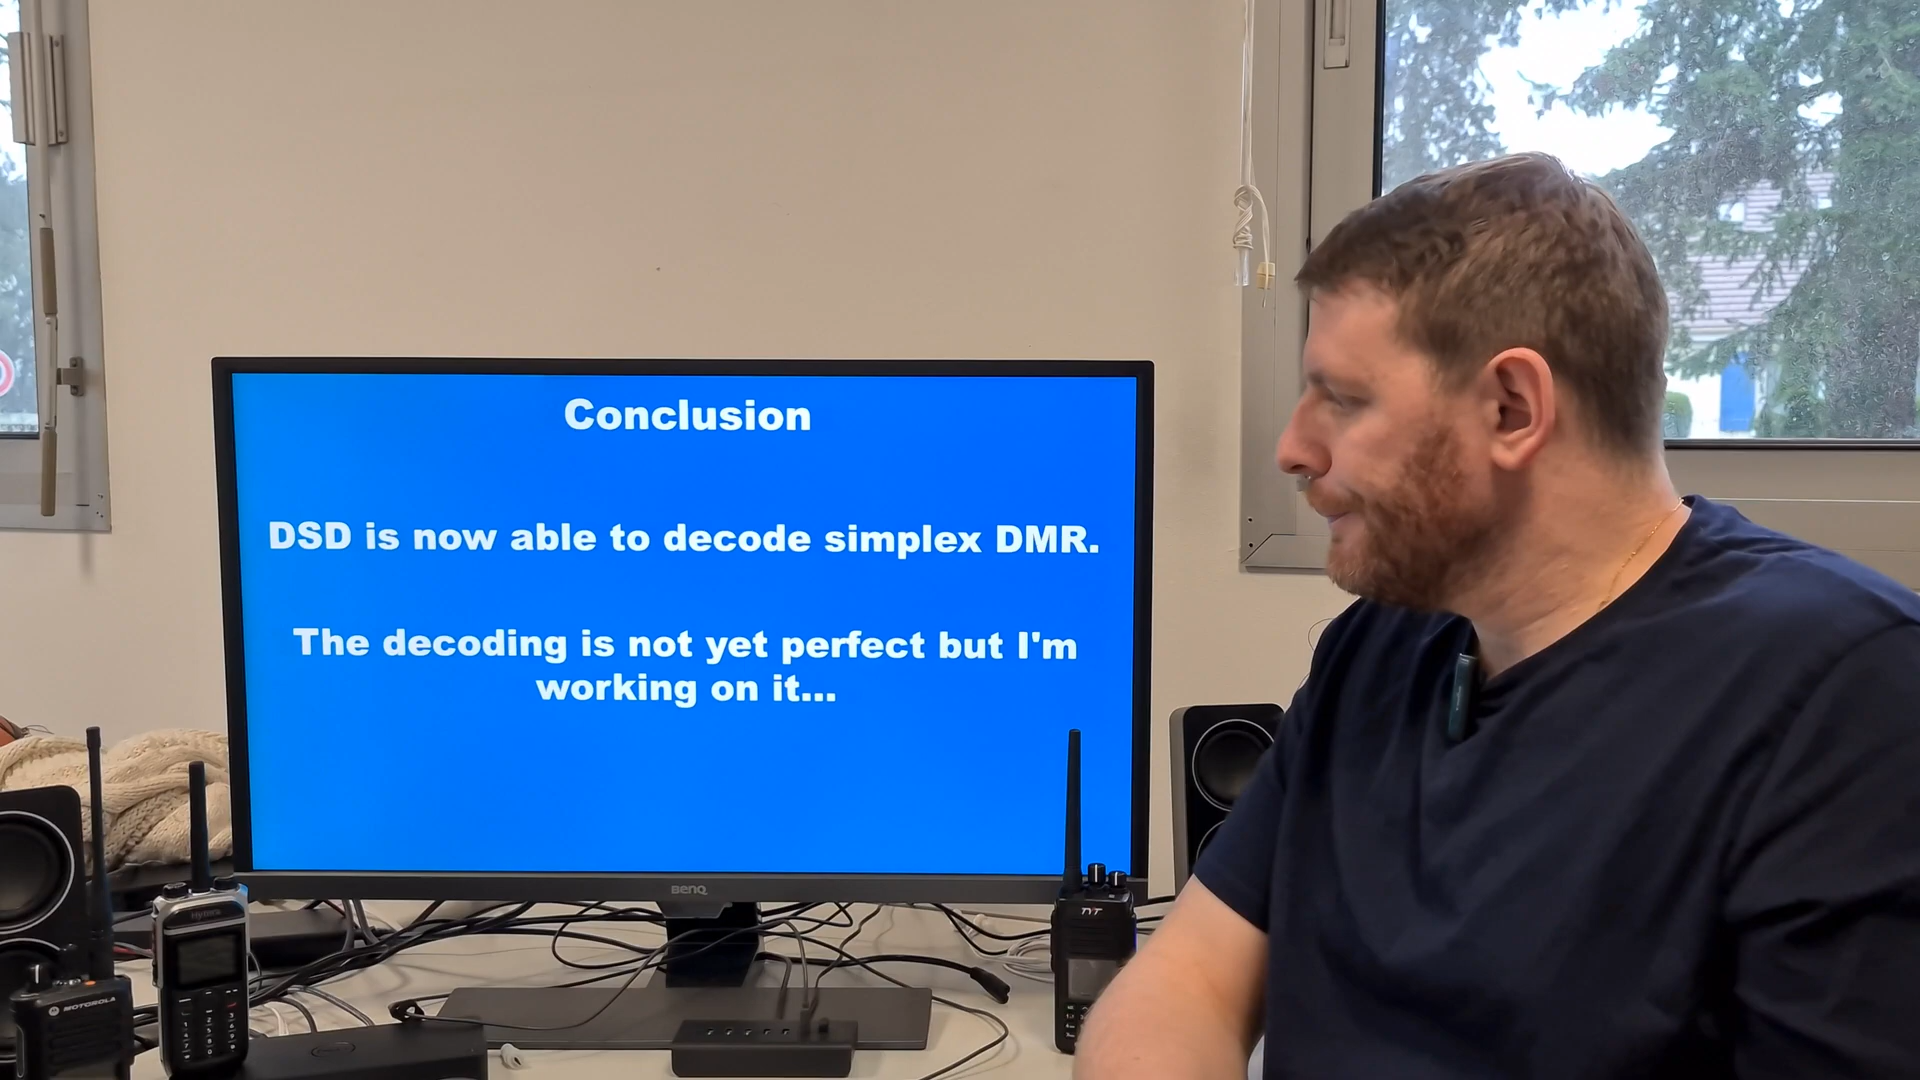 Conclusion
DSD is now able to decode simplex DMR.
The decoding is not yet perfect but I'm
working on it...
BenQ
Hytera
MOTOROLA
TYT